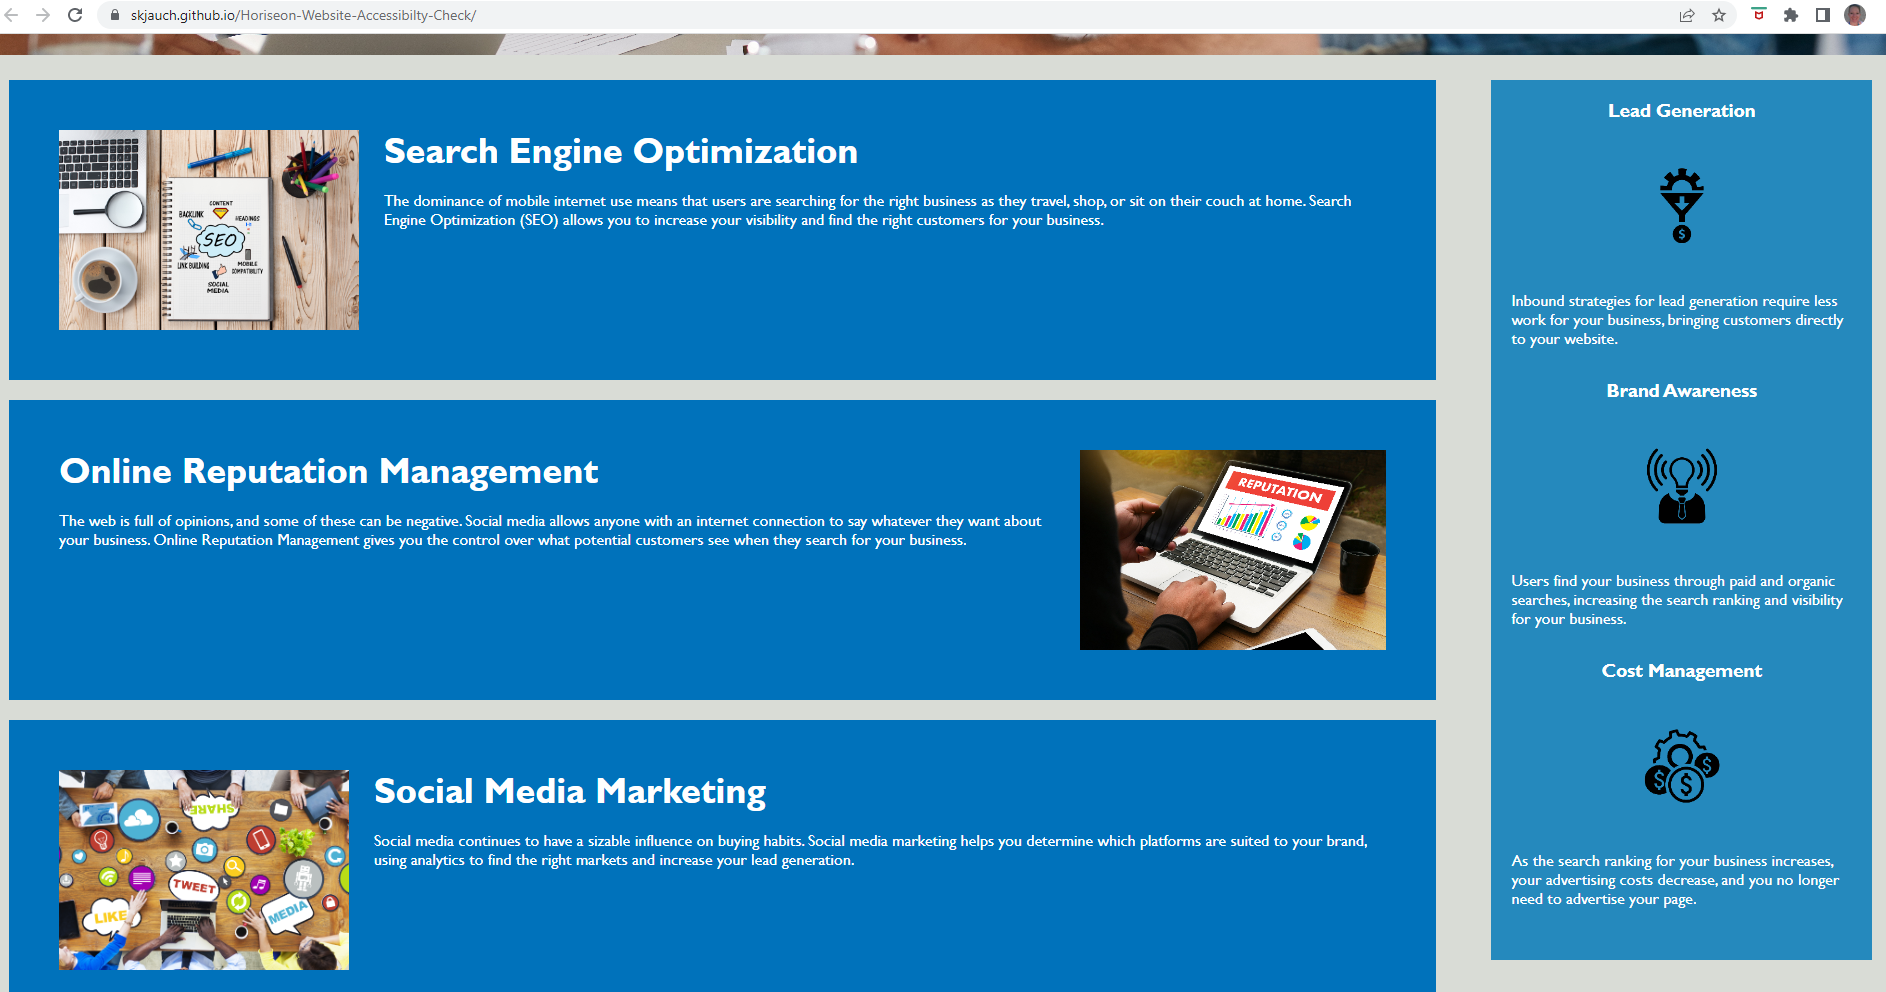 skjauch.github.io/Horiseon-Website-Accessibilty-Check/
Search Engine Optimization
The dominance of mobile internet use means that users are searching for the right business as they travel, shop, or sit on their couch at home. Search
Engine Optimization (SEO) allows you to increase your visibility and find the right customers for your business.
CONTENT
BACKLINK
HEADINGS
SEO
LINK BUILDING
MOBILE
COMPATIBILITY
SOCIAL
MEDIA
Online Reputation Management
The web is full of opinions, and some of these can be negative. Social media allows anyone with an internet connection to say whatever they want about
your business. Online Reputation Management gives you the control over what potential customers see when they search for your business.
REPUTATION
Social Media Marketing
Social media continues to have a sizable influence on buying habits. Social media marketing helps you determine which platforms are suited to your brand,
using analytics to find the right markets and increase your lead generation.
SHARE
TWEET
LIKE
MEDIA
Lead Generation
$
Inbound strategies for lead generation require less
work for your business, bringing customers directly
to your website.
Brand Awareness
Users find your business through paid and organic
searches, increasing the search ranking and visibility
for your business.
Cost Management
$ $ $
As the search ranking for your business increases,
your advertising costs decrease, and you no longer
need to advertise your page.